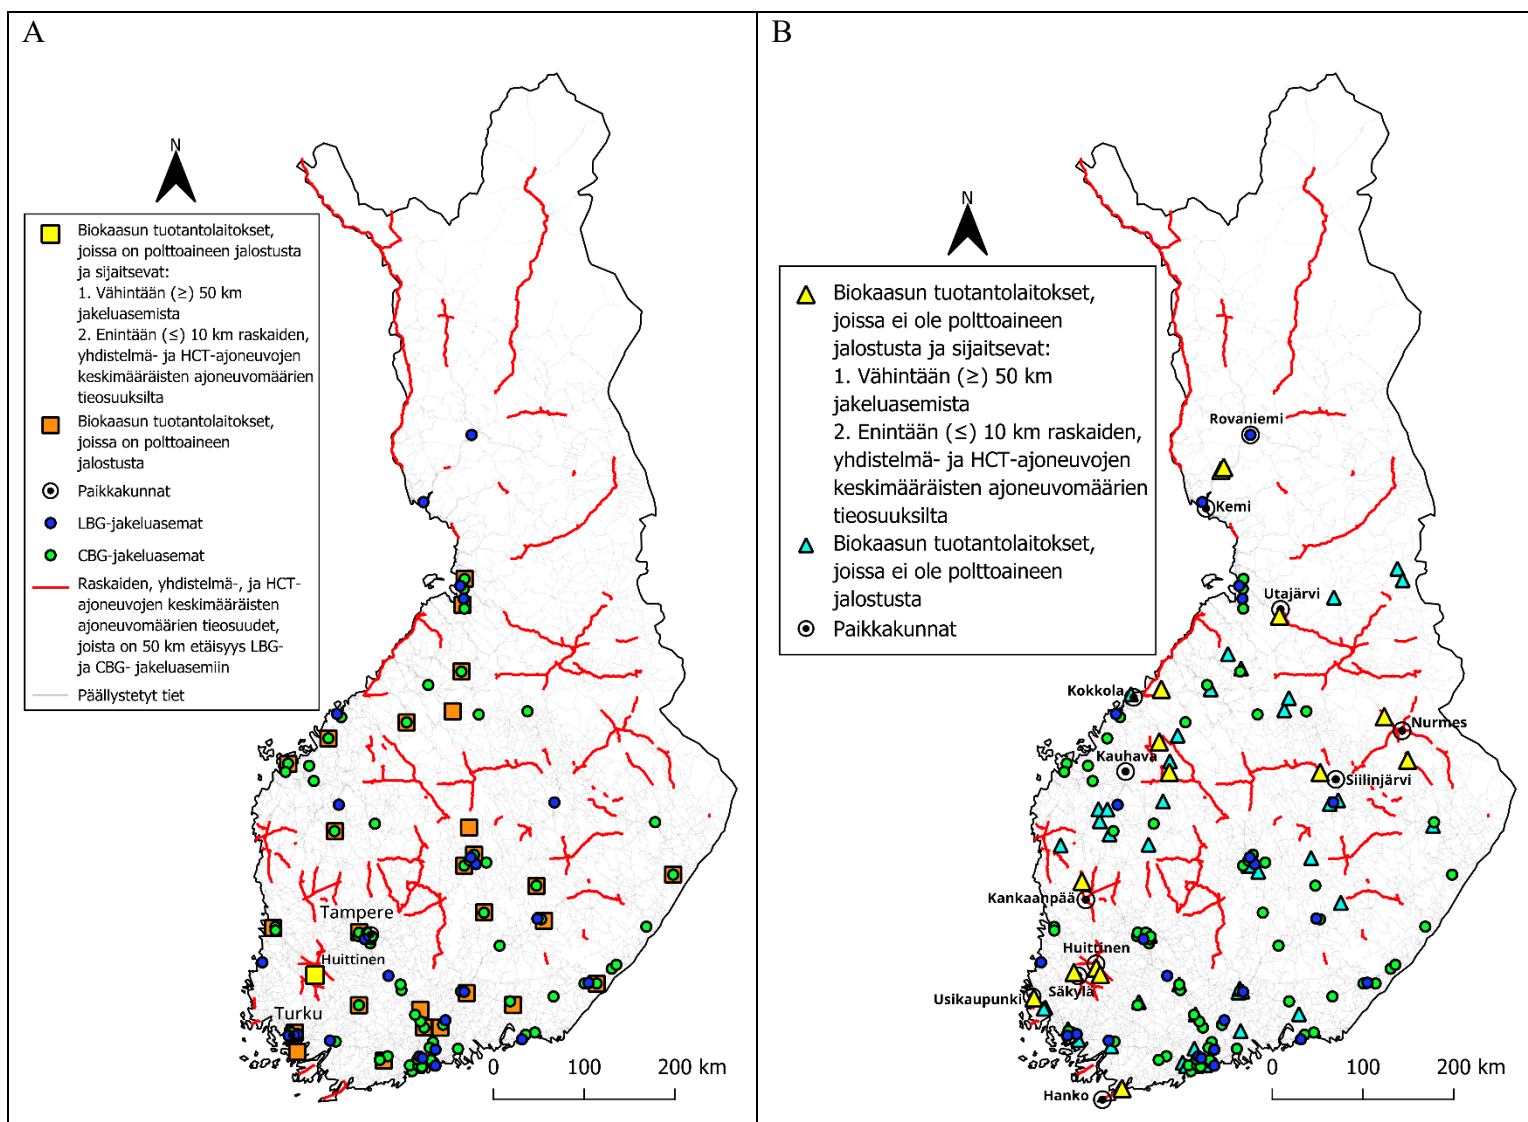 A
N
Biokaasun tuotantolaitokset,
joissa on polttoaineen jalostusta
ja sijaitsevat:
1. Vähintään (≥) 50 km
jakeluasemista
2. Enintään (≤) 10 km raskaiden,
yhdistelmä- ja HCT-ajoneuvojen
keskimääräisten ajoneuvomäärien
tieosuuksilta
Biokaasun tuotantolaitokset,
joissa on polttoaineen
jalostusta
Paikkakunnat
LBG-jakeluasemat
CBG-jakeluasemat
Raskaiden, yhdistelmä-, ja HCT-
ajoneuvojen keskimääräisten
ajoneuvomäärien tieosuudet,
joista on 50 km etäisyys LBG-
ja CBG- jakeluasemiin
Päällystetyt tiet
Tampere
Huittinen
Turku
0 100 200 km
B
N
Biokaasun tuotantolaitokset,
joissa ei ole polttoaineen
jalostusta ja sijaitsevat:
1. Vähintään (≥) 50 km
jakeluasemista
2. Enintään (≤) 10 km raskaiden,
yhdistelmä- ja HCT-ajoneuvojen
keskimääräisten ajoneuvomäärien
tieosuuksilta
Biokaasun tuotantolaitokset,
joissa ei ole polttoaineen
jalostusta
Paikkakunnat
Rovaniemi
Kemi
Utajärvi
Kokkola
Nurmes
Kauhava
Siilinjärvi
Kankaanpää
Huittinen
Säkylä
Usikaupunki
Hanko
0 100 200 km